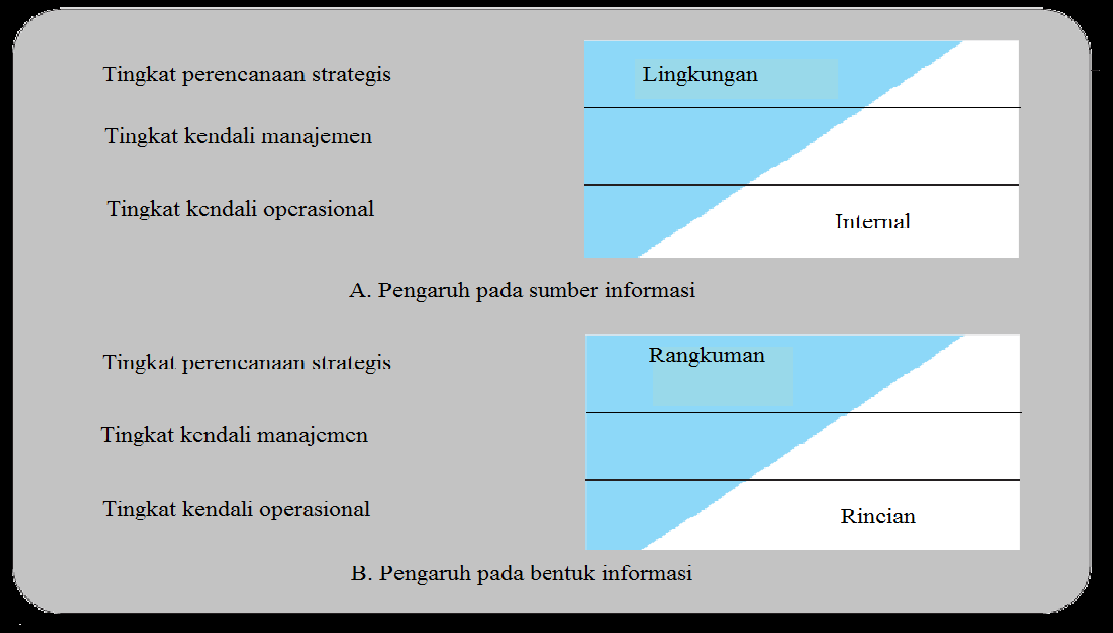 Tingkat perencanaan strategis
Lingkungan
Tingkat kendali manajemen
Tingkat kendali operasional
Internal
A. Pengaruh pada sumber informasi
Tingkat perencanaan strategis
Rangkuman
Tingkat kendali manajemen
Tingkat kendali operasional
Rincian
B. Pengaruh pada bentuk informasi